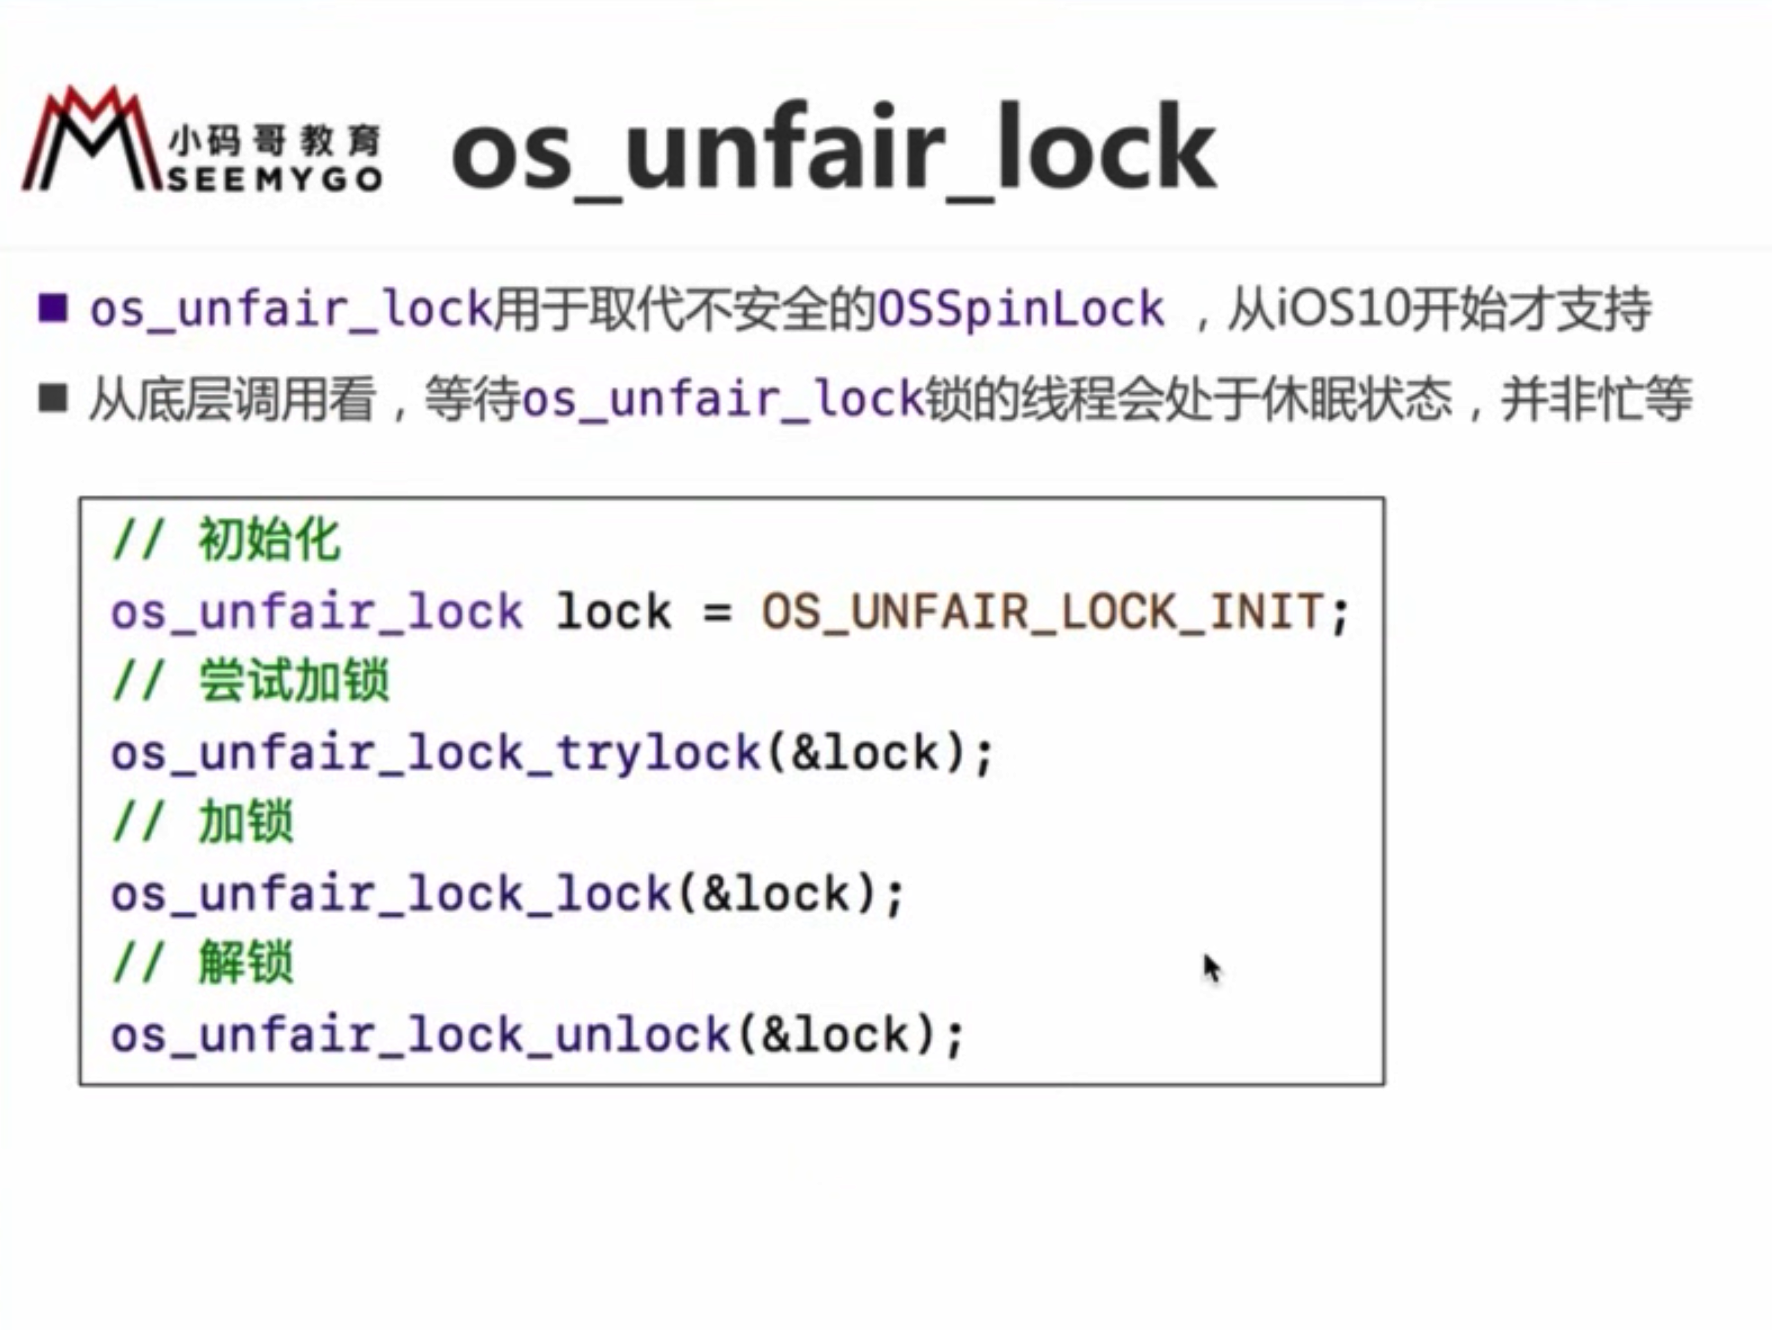 小码哥教育
SEEMYGO
os_unfair_lock
os_unfair_lock用于取代不安全的OSSpinLock ，从iOS10开始才支持
从底层调用看，等待os_unfair_lock锁的线程会处于休眠状态，并非忙等
// 初始化
os_unfair_lock lock = OS_UNFAIR_LOCK_INIT;
// 尝试加锁
os_unfair_lock_trylock(&lock);
// 加锁
os_unfair_lock_lock(&lock);
// 解锁
os_unfair_lock_unlock(&lock);